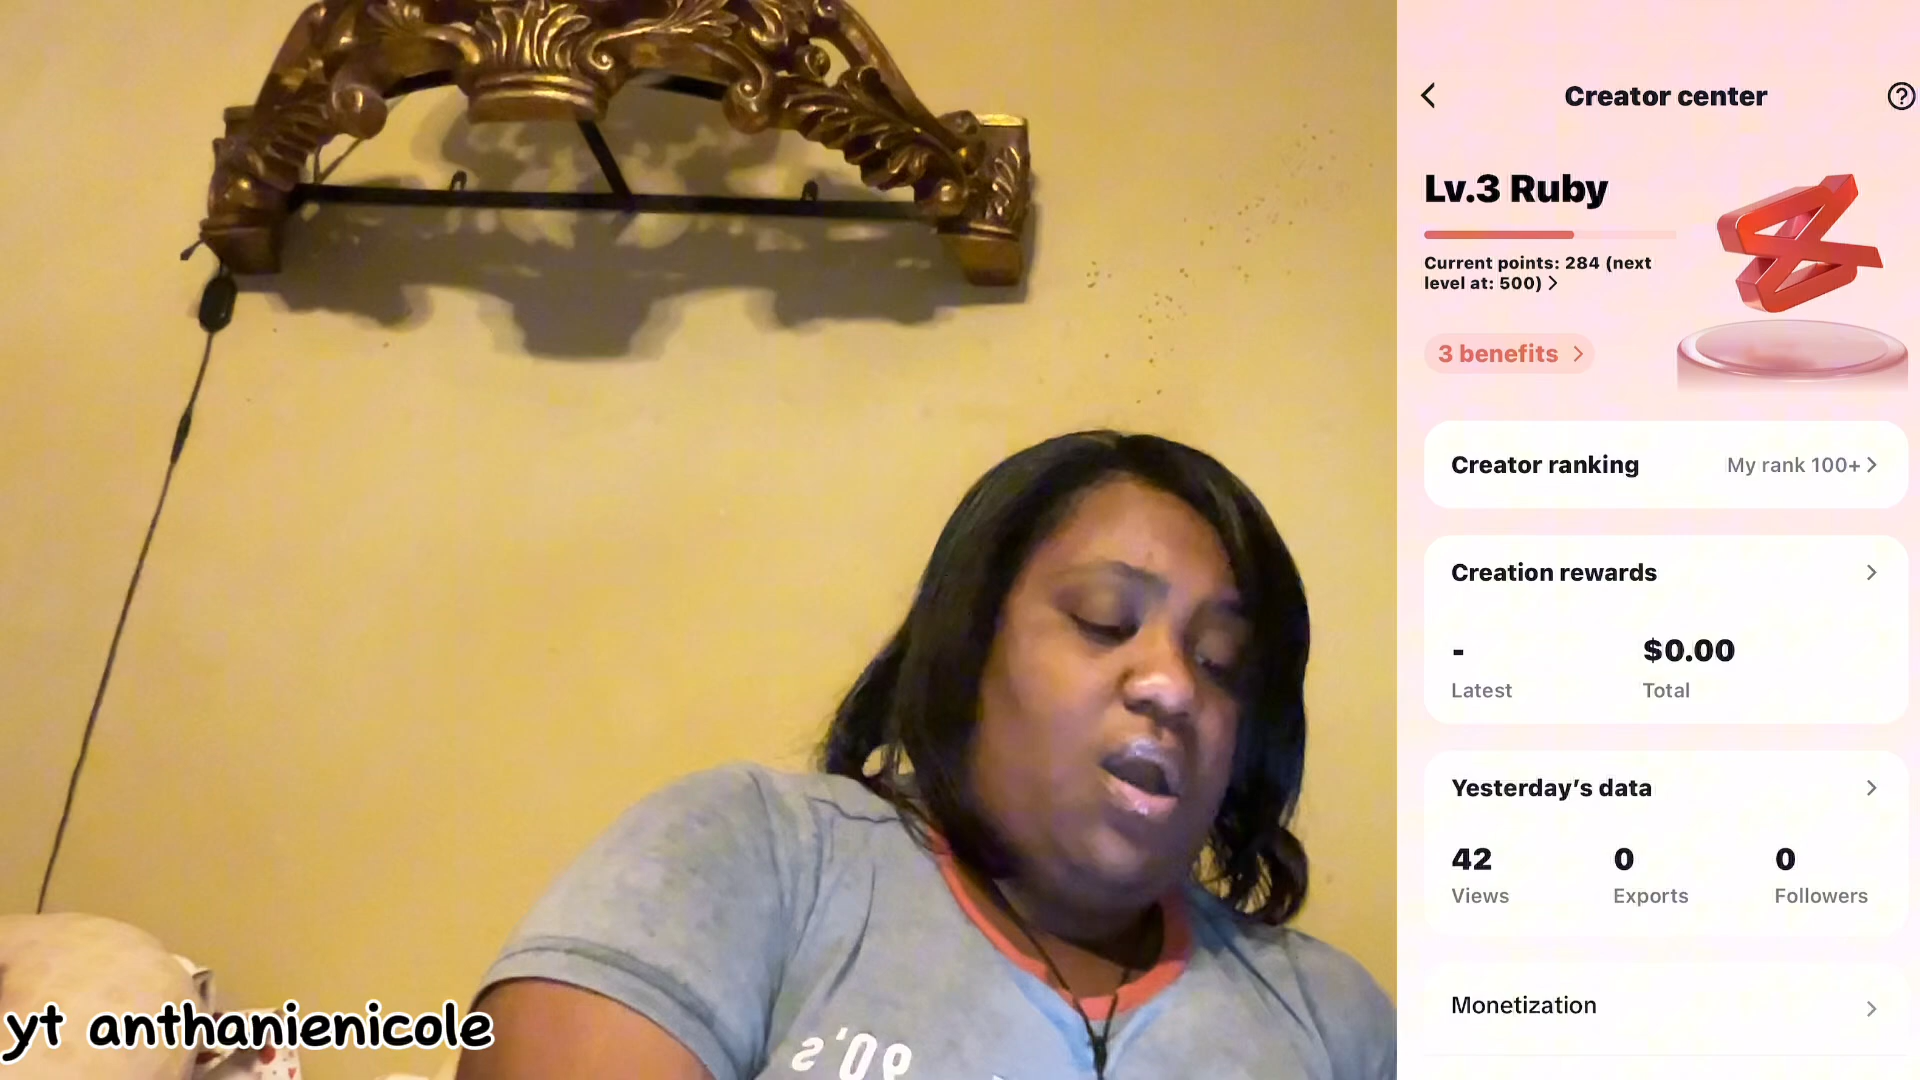 Creator center
Lv.3 Ruby
Current points: 284 (next
level at: 500)
3 benefits
Creator ranking
My rank 100+
Creation rewards
-
$0.00
Latest
Total
Yesterday’s data
42
0
0
Views
Exports
Followers
Monetization
yt anthanienicole
90's